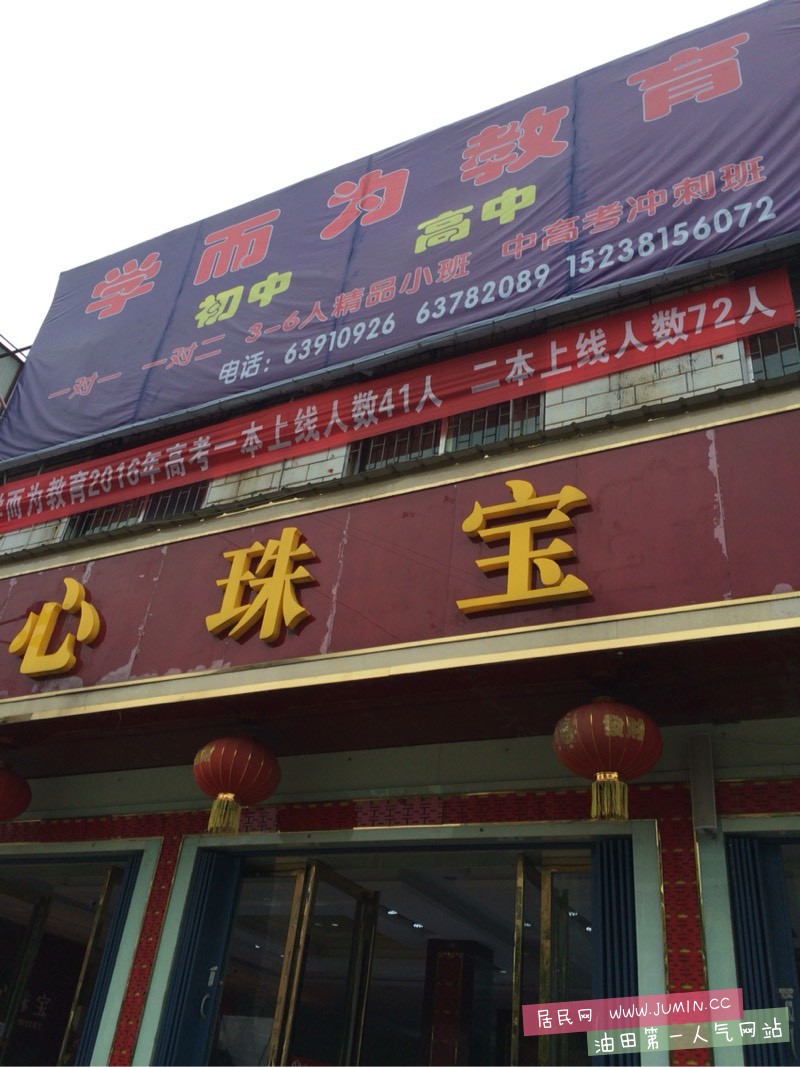 学而为教育
初中 高中
一对一 一对二 3-6人精品小班 中高考冲刺班
电话：63910926 63782089 15238156072
学而为教育2016年高考一本上线人数41人 二本上线人数72人
心珠宝
居民网 WWW.JUMIN.CC
油田第一人气网站